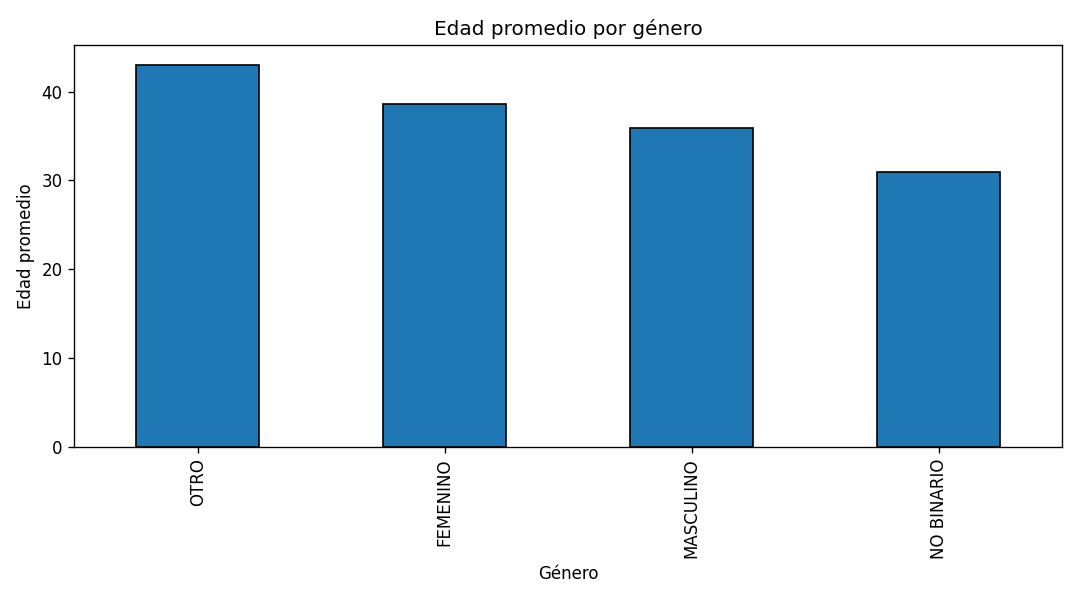 Edad promedio por género
Edad promedio
40
30
20
10
0
OTRO
FEMENINO
MASCULINO
NO BINARIO
Género